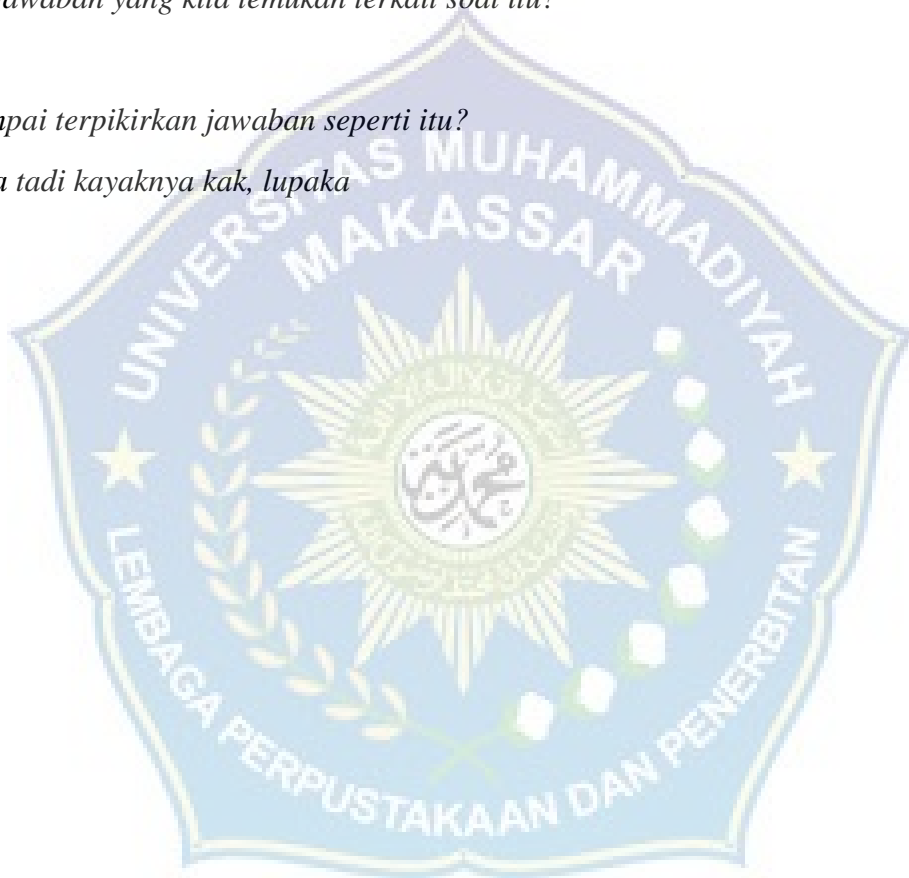 jawaban yang kita temukan terkait soal itu?
npai terpikirkan jawaban seperti itu?
a tadi kayaknya kak, lupaka
UNIVERSITAS MUHAMMADIYAH
MAKASSAR
LEMBAGA PERPUSTAKAAN DAN PENERBITAN